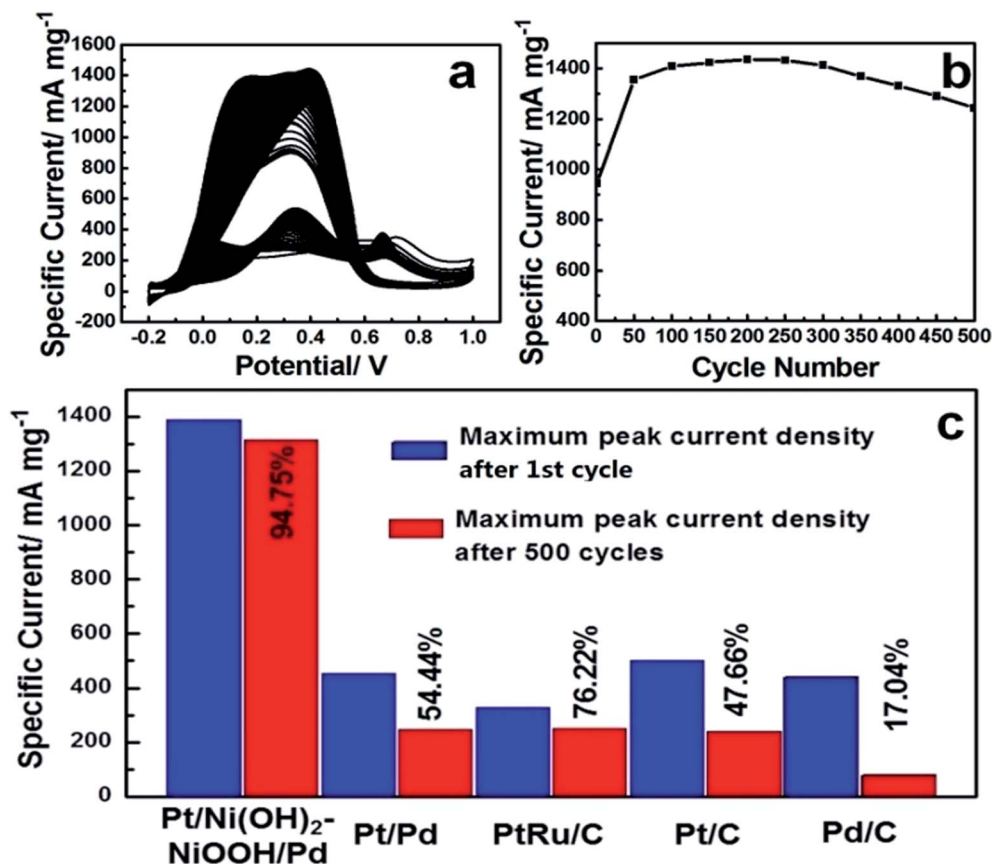 a
Specific Current/ mA mg⁻¹
1600
1400
1200
1000
800
600
400
200
0
-200
-0.2 0.0 0.2 0.4 0.6 0.8 1.0
Potential/ V
b
Specific Current/ mA mg⁻¹
1400
1200
1000
800
600
400
0 50 100 150 200 250 300 350 400 450 500
Cycle Number
c
Specific Current/ mA mg⁻¹
1400
1200
1000
800
600
400
200
0
Maximum peak current density
after 1st cycle
Maximum peak current density
after 500 cycles
94.75%
54.44%
76.22%
47.66%
17.04%
Pt/Ni(OH)₂-
NiOOH/Pd
Pt/Pd
PtRu/C
Pt/C
Pd/C